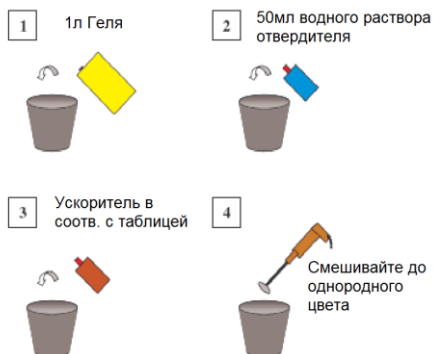 1
1л Геля
2
50мл водного раствора
отвердителя
3
Ускоритель в
соотв. с таблицей
4
Смешивайте до
однородного
цвета